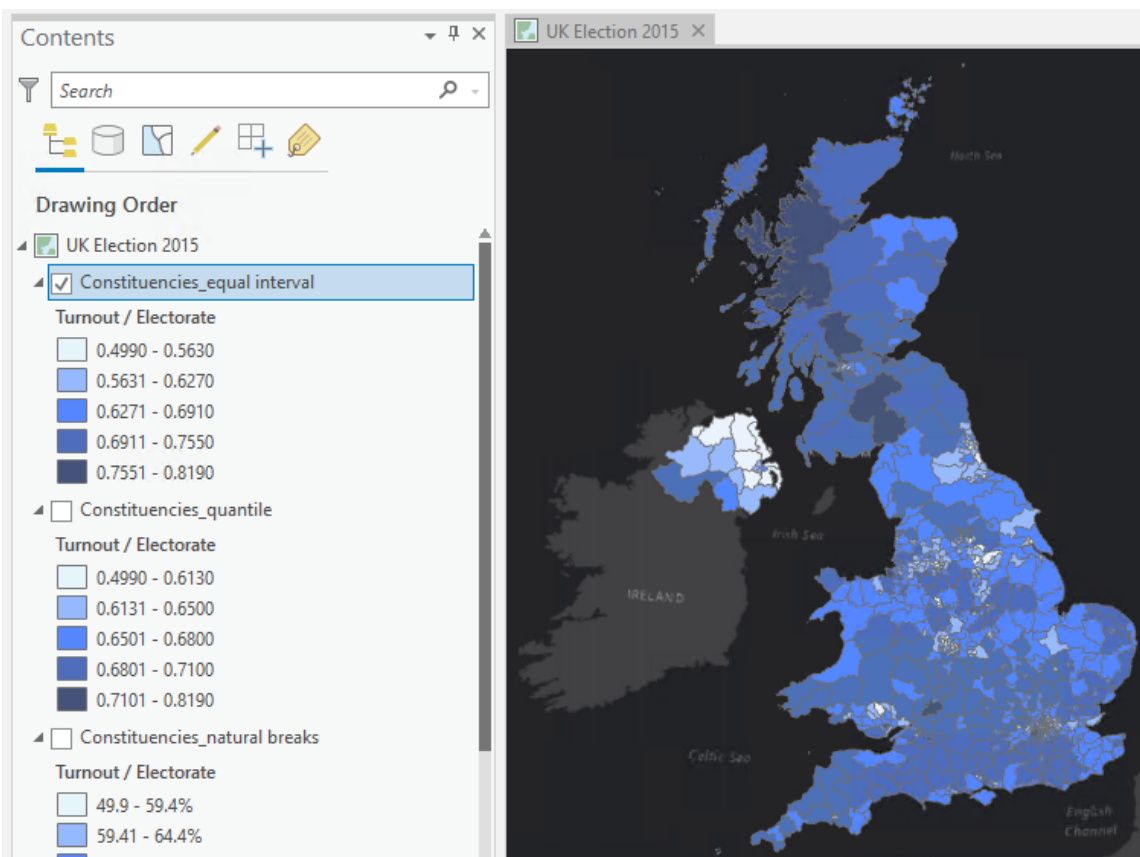 Contents
Search
Drawing Order
UK Election 2015
Constituencies_equal interval
Turnout / Electorate
0.4990 - 0.5630
0.5631 - 0.6270
0.6271 - 0.6910
0.6911 - 0.7550
0.7551 - 0.8190
Constituencies_quantile
Turnout / Electorate
0.4990 - 0.6130
0.6131 - 0.6500
0.6501 - 0.6800
0.6801 - 0.7100
0.7101 - 0.8190
Constituencies_natural breaks
Turnout / Electorate
49.9 - 59.4%
59.41 - 64.4%
UK Election 2015
North Sea
Irish Sea
IRELAND
Celtic Sea
English
Channel